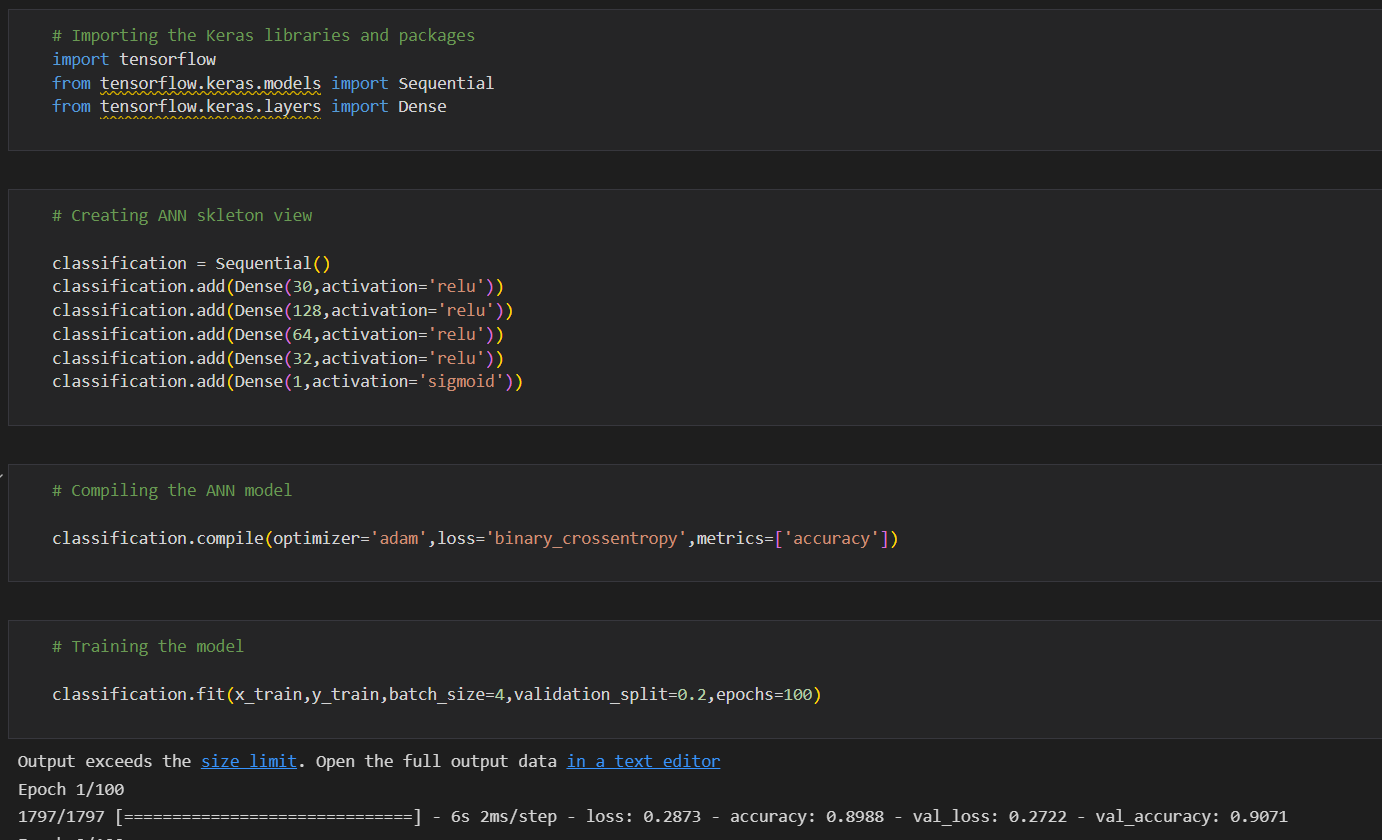 # Importing the Keras libraries and packages
import tensorflow
from tensorflow.keras.models import Sequential
from tensorflow.keras.layers import Dense
# Creating ANN skleton view
classification = Sequential()
classification.add(Dense(30,activation='relu'))
classification.add(Dense(128,activation='relu'))
classification.add(Dense(64,activation='relu'))
classification.add(Dense(32,activation='relu'))
classification.add(Dense(1,activation='sigmoid'))
# Compiling the ANN model
classification.compile(optimizer='adam',loss='binary_crossentropy',metrics=['accuracy'])
# Training the model
classification.fit(x_train,y_train,batch_size=4,validation_split=0.2,epochs=100)
Output exceeds the size limit. Open the full output data in a text editor
Epoch 1/100
1797/1797 [==============================] - 6s 2ms/step - loss: 0.2873 - accuracy: 0.8988 - val_loss: 0.2722 - val_accuracy: 0.9071